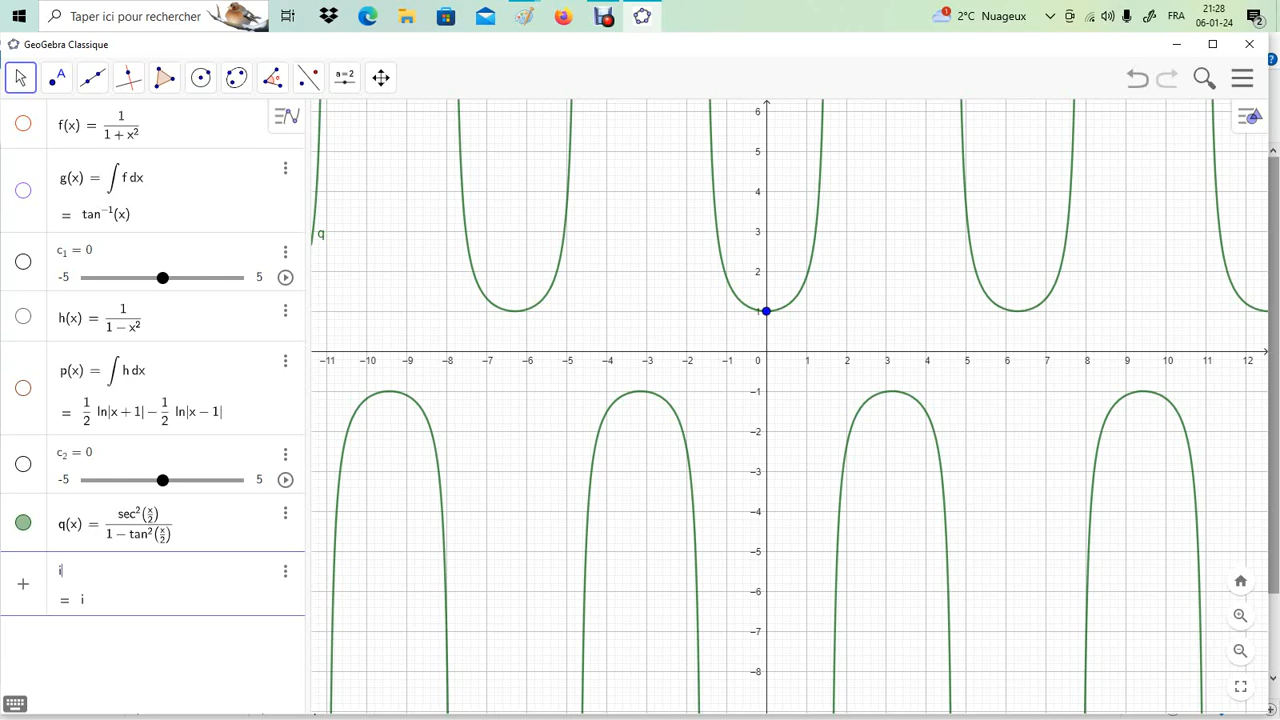 Taper ici pour rechercher
2°C Nuageux
FRA
21:28
06-01-24
2
GeoGebra Classique
A
a=2
?
f(x) = 1/(1 + x²)
g(x) = ∫ f dx
= tan⁻¹(x)
c₁ = 0
-5
5
h(x) = 1/(1 − x²)
p(x) = ∫ h dx
= 1/2 ln|x + 1| − 1/2 ln|x − 1|
c₂ = 0
-5
5
q(x) = sec²(x/2)/(1 − tan²(x/2))
i
= i
q
6
5
4
3
2
1
−11 −10 −9 −8 −7 −6 −5 −4 −3 −2 −1 0 1 2 3 4 5 6 7 8 9 10 11 12
−1
−2
−3
−4
−5
−6
−7
−8